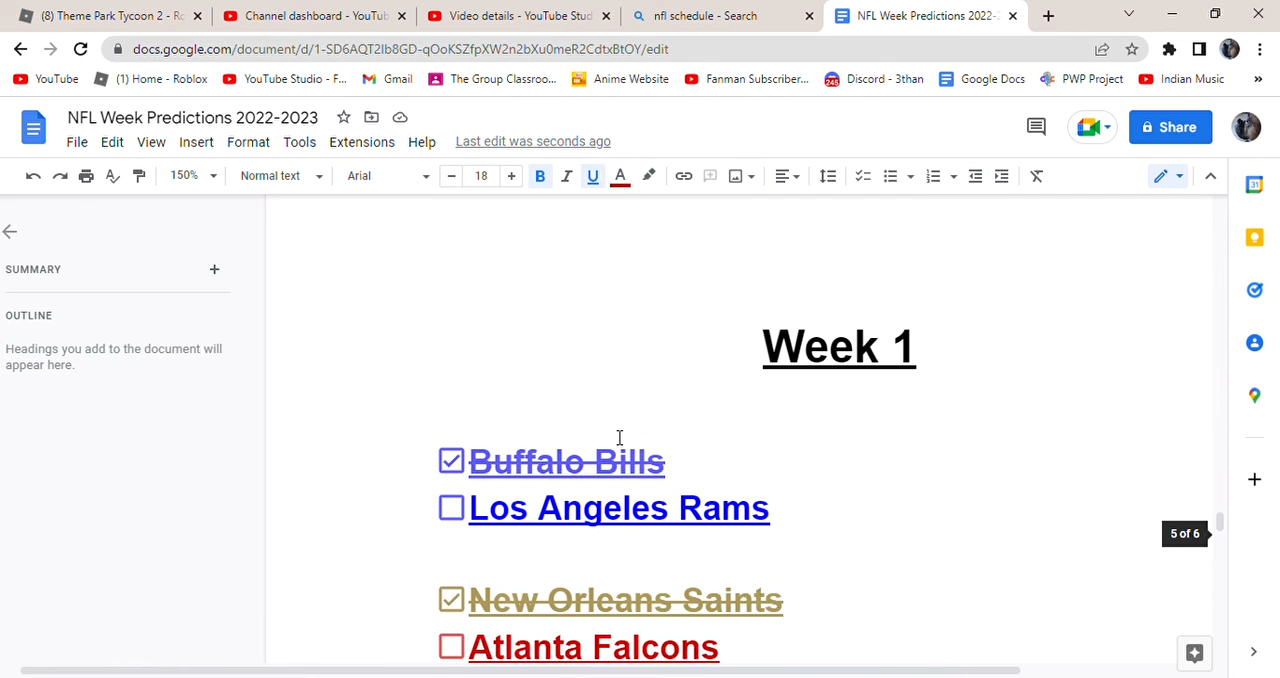 (8) Theme Park Tycoon 2 - Ro
Channel dashboard - YouTub
Video details - YouTube Stud
nfl schedule - Search
NFL Week Predictions 2022-
docs.google.com/document/d/1-SD6AQT2Ib8GD-qOoKSZfpXW2n2bXu0meR2CdtxBtOY/edit
YouTube
(1) Home - Roblox
YouTube Studio - F...
Gmail
The Group Classroo...
Anime Website
Fanman Subscriber...
245
Discord - 3than
Google Docs
PWP Project
Indian Music
»
NFL Week Predictions 2022-2023
File Edit View Insert Format Tools Extensions Help Last edit was seconds ago
Share
150% Normal text Arial − 18 + B I U A
31
SUMMARY
OUTLINE
Headings you add to the document will
appear here.
Week 1
Buffalo Bills
Los Angeles Rams
5 of 6
New Orleans Saints
Atlanta Falcons